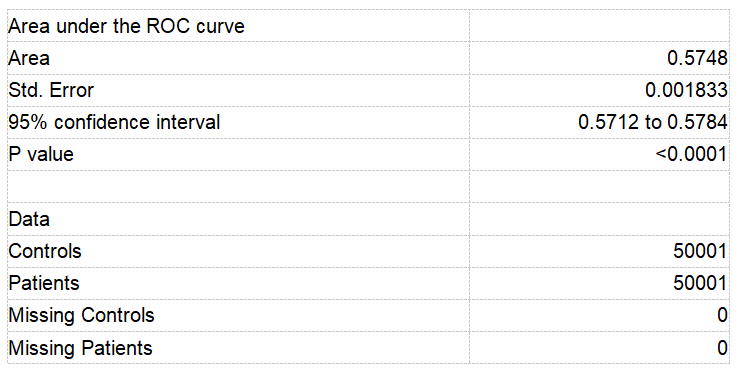 Area under the ROC curve
Area 0.5748
Std. Error 0.001833
95% confidence interval 0.5712 to 0.5784
P value <0.0001
Data
Controls 50001
Patients 50001
Missing Controls 0
Missing Patients 0